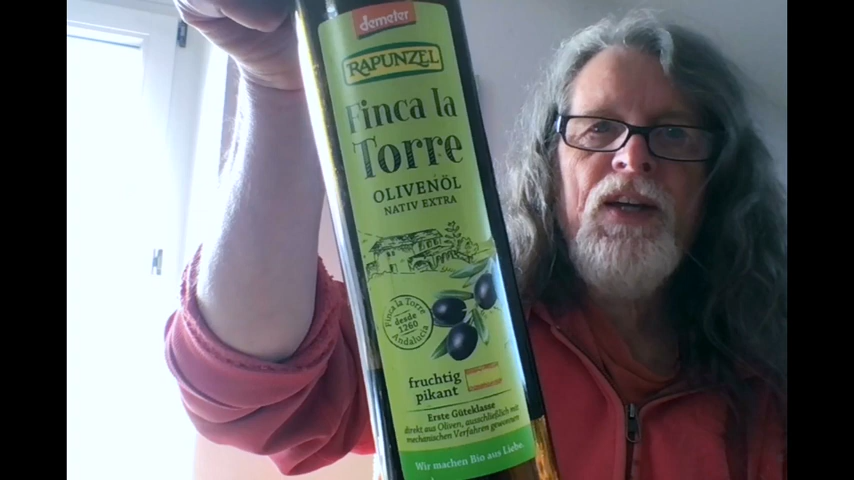 demeter
RAPUNZEL
Finca la
Torre
OLIVENÖL
NATIV EXTRA
Finca la Torre
desde
1260
Andalucía
fruchtig
pikant
Erste Güteklasse
direkt aus Oliven, ausschließlich mit
mechanischen Verfahren gewonnen
Wir machen Bio aus Liebe.